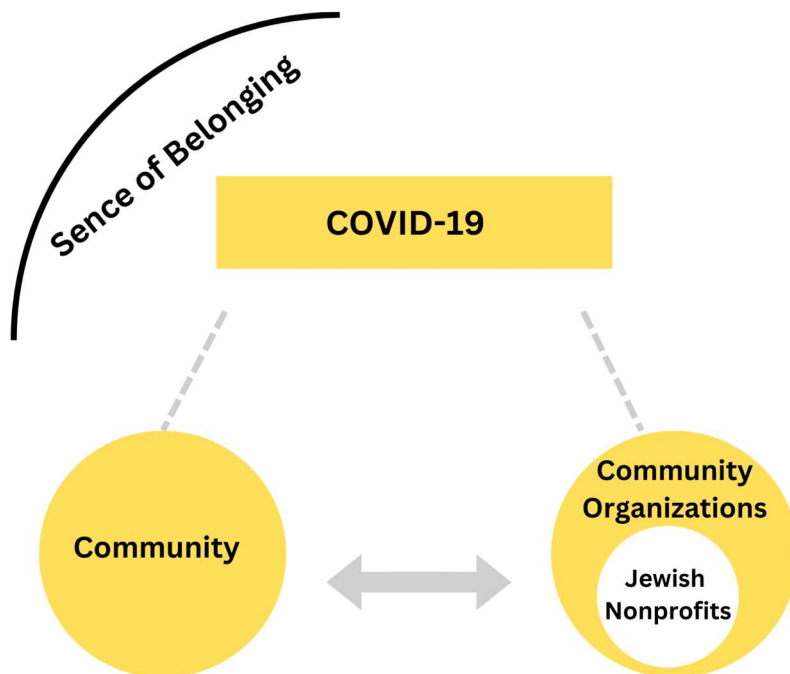 Sence of Belonging
COVID-19
Community
Community
Organizations
Jewish
Nonprofits